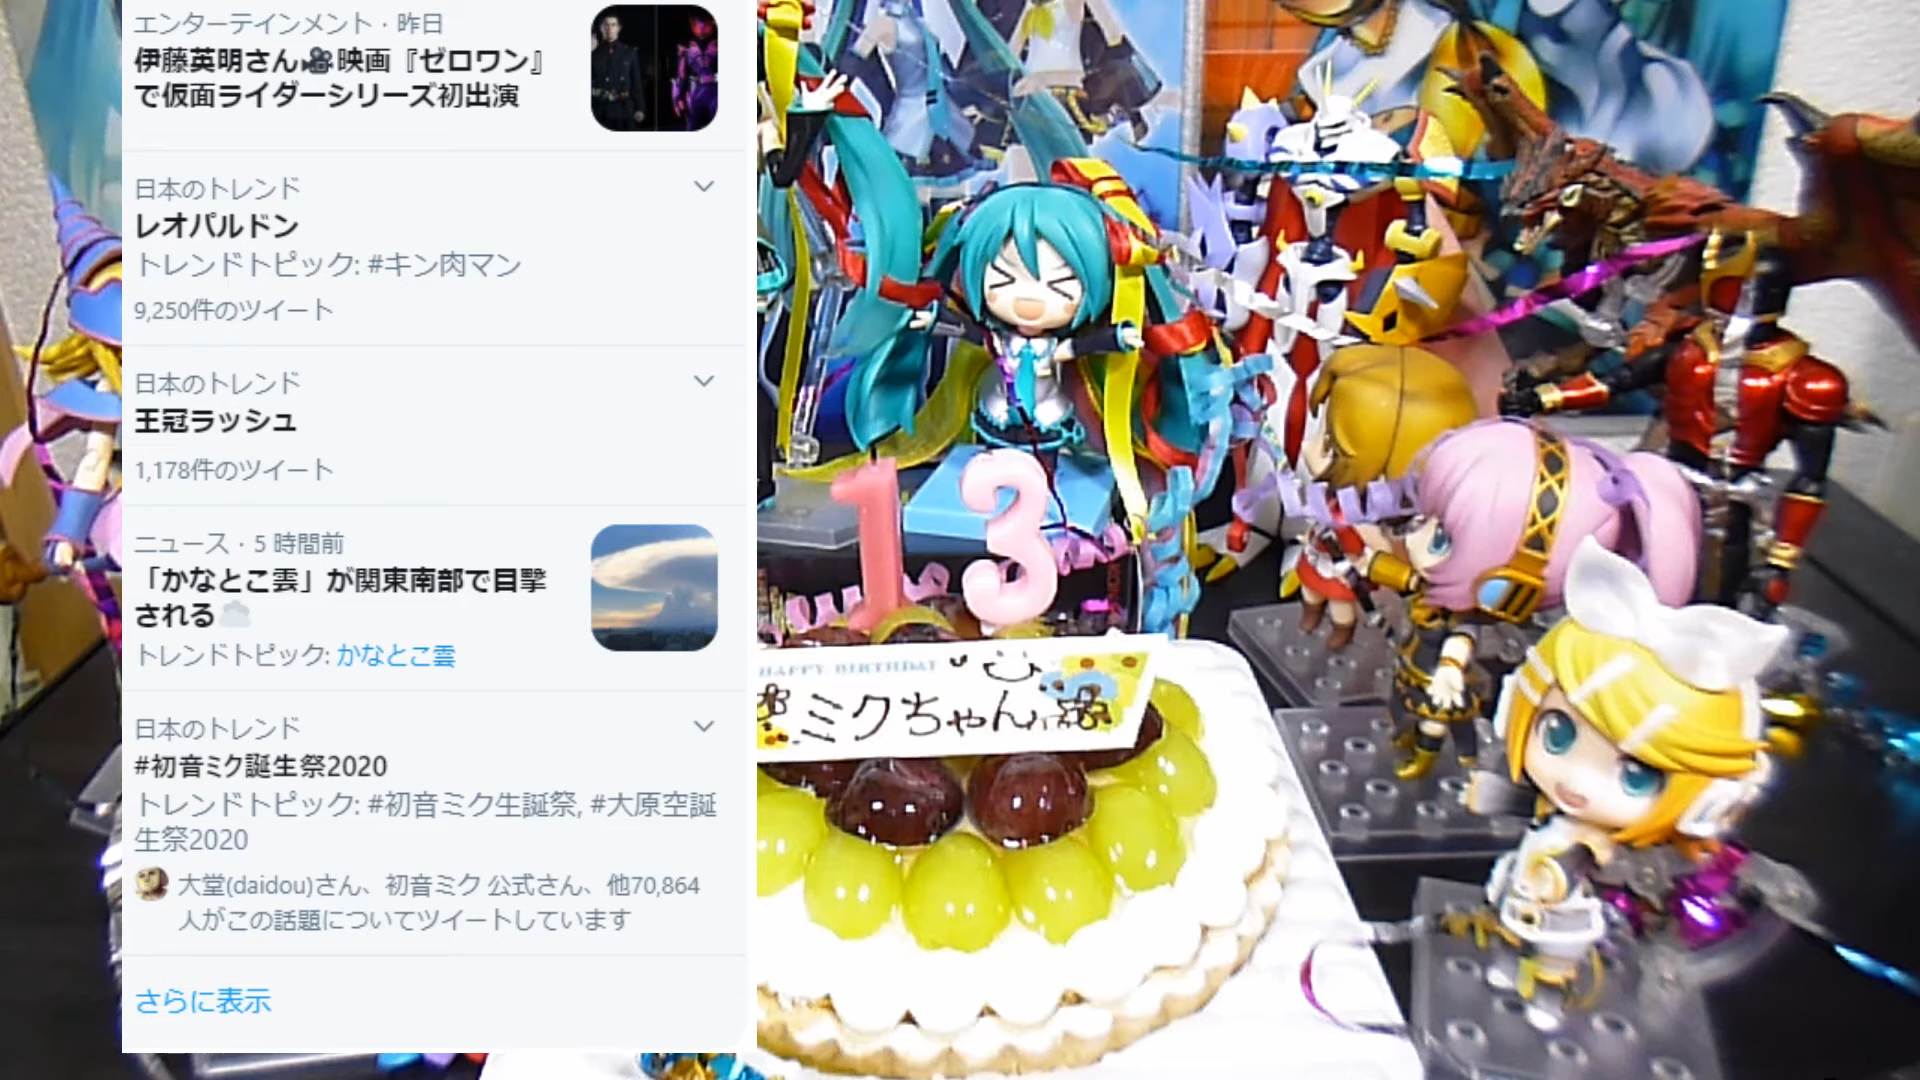 エンターテインメント · 昨日
伊藤英明さん🎥映画『ゼロワン』
で仮面ライダーシリーズ初出演
日本のトレンド
レオパルドン
トレンドトピック: #キン肉マン
9,250件のツイート
日本のトレンド
王冠ラッシュ
1,178件のツイート
ニュース · 5 時間前
「かなとこ雲」が関東南部で目撃
される☁️
トレンドトピック: かなとこ雲
日本のトレンド
#初音ミク誕生祭2020
トレンドトピック: #初音ミク生誕祭, #大原空誕
生祭2020
大堂(daidou)さん、初音ミク 公式さん、他70,864
人がこの話題についてツイートしています
さらに表示
13
HAPPY BIRTHDAY
ミクちゃん